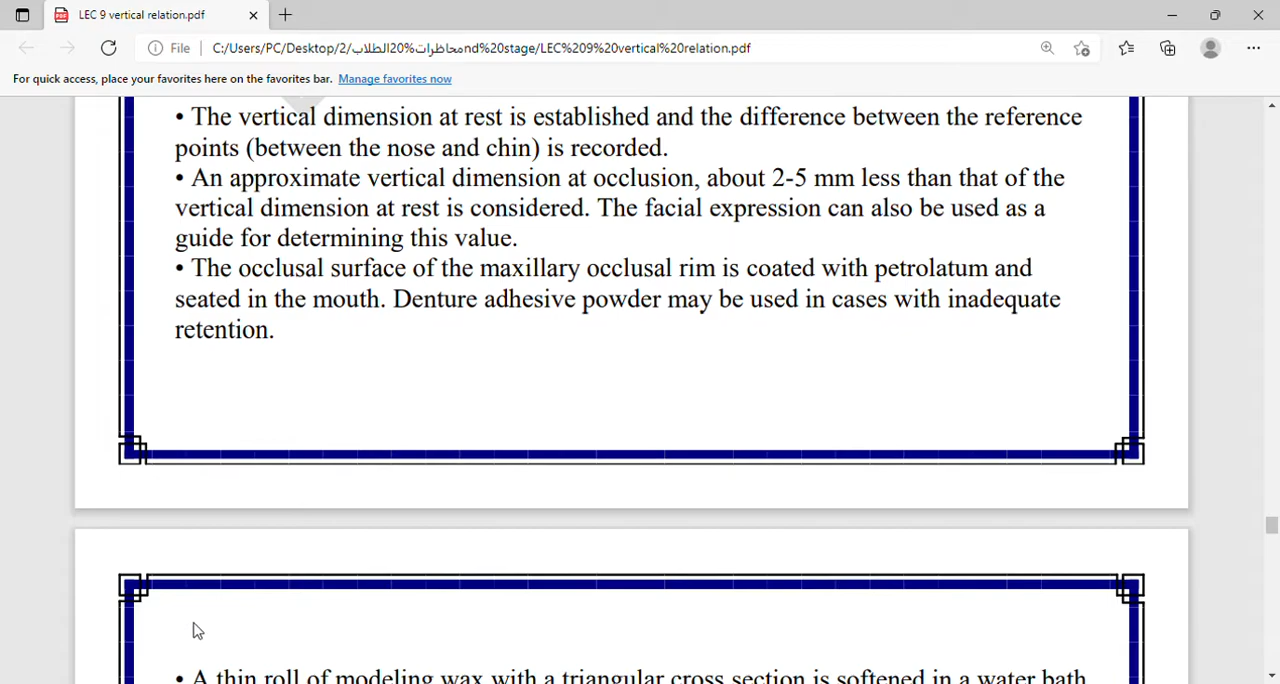 LEC 9 vertical relation.pdf
File
C:/Users/PC/Desktop/2/محاظرات%20الطلاب/nd%20stage/LEC%209%20vertical%20relation.pdf
For quick access, place your favorites here on the favorites bar. Manage favorites now
• The vertical dimension at rest is established and the difference between the reference
points (between the nose and chin) is recorded.
• An approximate vertical dimension at occlusion, about 2-5 mm less than that of the
vertical dimension at rest is considered. The facial expression can also be used as a
guide for determining this value.
• The occlusal surface of the maxillary occlusal rim is coated with petrolatum and
seated in the mouth. Denture adhesive powder may be used in cases with inadequate
retention.
• A thin roll of modeling wax with a triangular cross section is softened in a water bath